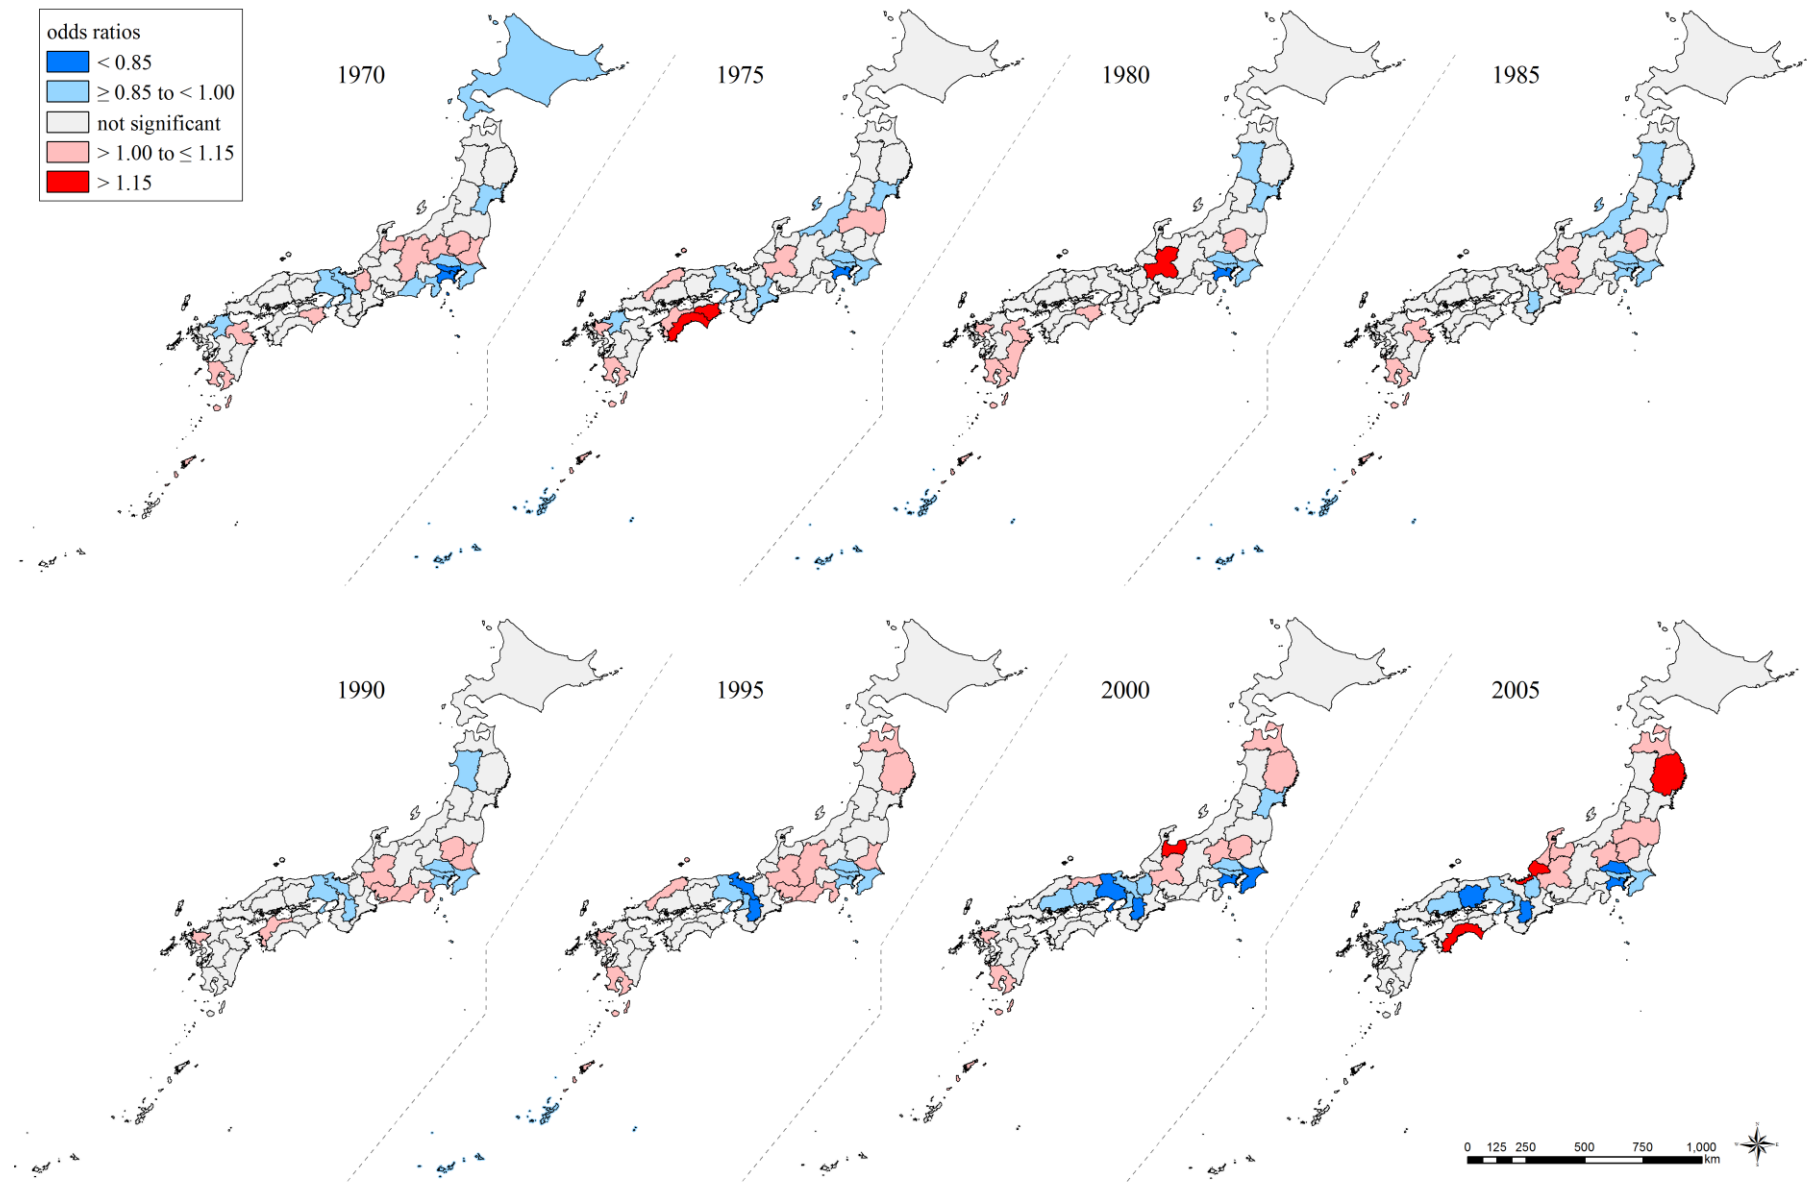 odds ratios
< 0.85
≥ 0.85 to < 1.00
not significant
> 1.00 to ≤ 1.15
> 1.15
1970
1975
1980
1985
1990
1995
2000
2005
0 125 250 500 750 1,000
km